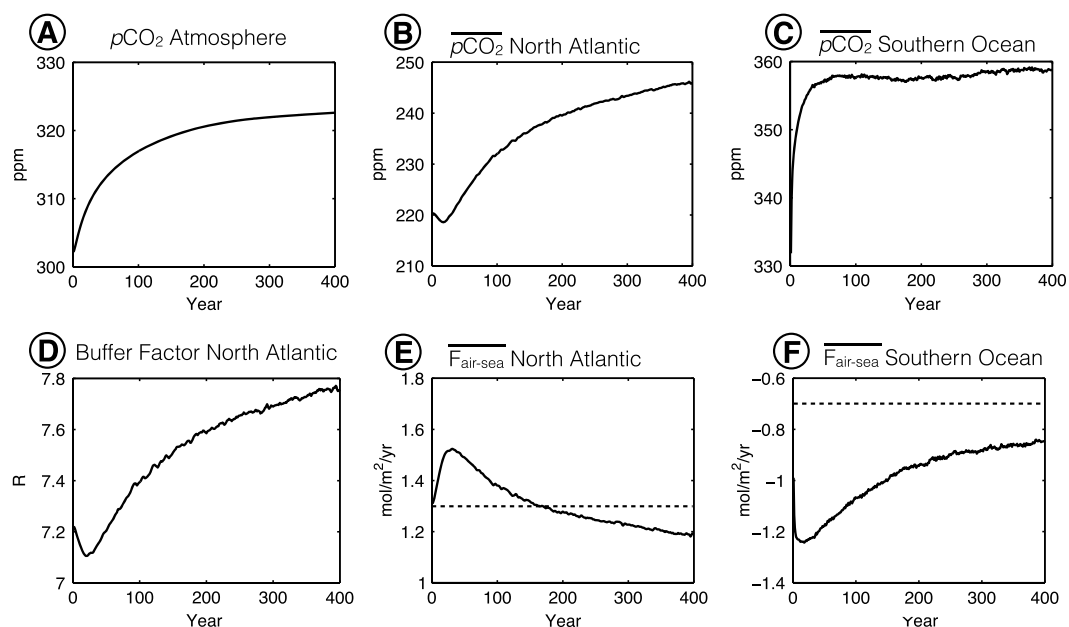 A pCO₂ Atmosphere
330
320
310
300
ppm
0 100 200 300 400
Year
B pCO₂ North Atlantic
250
240
230
220
210
ppm
0 100 200 300 400
Year
C pCO₂ Southern Ocean
360
350
340
330
ppm
0 100 200 300 400
Year
D Buffer Factor North Atlantic
7.8
7.6
7.4
7.2
7
R
0 100 200 300 400
Year
E Fair-sea North Atlantic
1.8
1.6
1.4
1.2
1
mol/m²/yr
0 100 200 300 400
Year
F Fair-sea Southern Ocean
−0.6
−0.8
−1
−1.2
−1.4
mol/m²/yr
0 100 200 300 400
Year